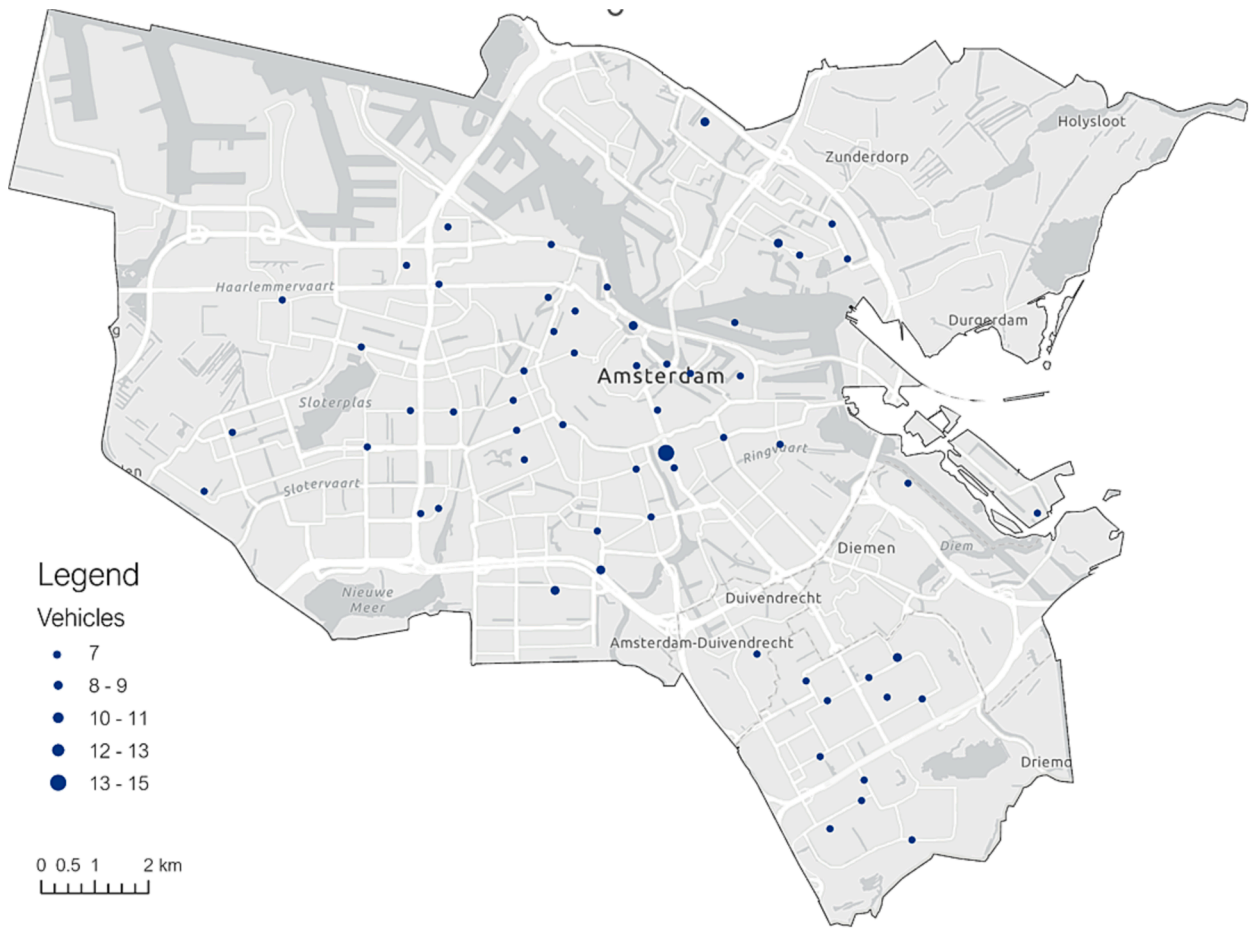 Holysloot
Zunderdorp
Haarlemmervaart
Durgerdam
g
Amsterdam
Sloterplas
Ringvaart
len
Slotervaart
Diemen
Diem
Nieuwe
Meer
Duivendrecht
Amsterdam-Duivendrecht
Driemo
Legend
Vehicles
7
8 - 9
10 - 11
12 - 13
13 - 15
0 0.5 1 2 km